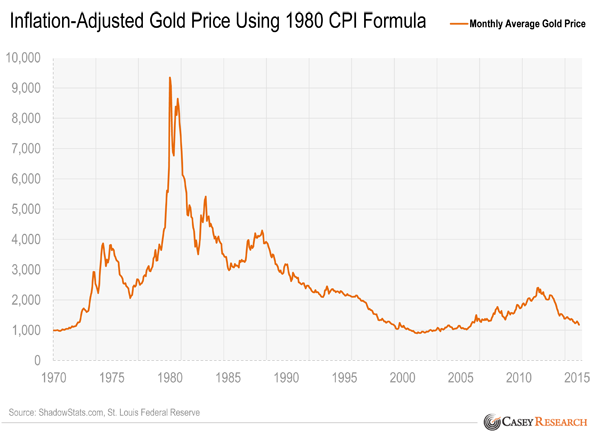 Inflation-Adjusted Gold Price Using 1980 CPI Formula
Monthly Average Gold Price
10,000
9,000
8,000
7,000
6,000
5,000
4,000
3,000
2,000
1,000
0
1970 1975 1980 1985 1990 1995 2000 2005 2010 2015
Source: ShadowStats.com, St. Louis Federal Reserve
CASEY RESEARCH